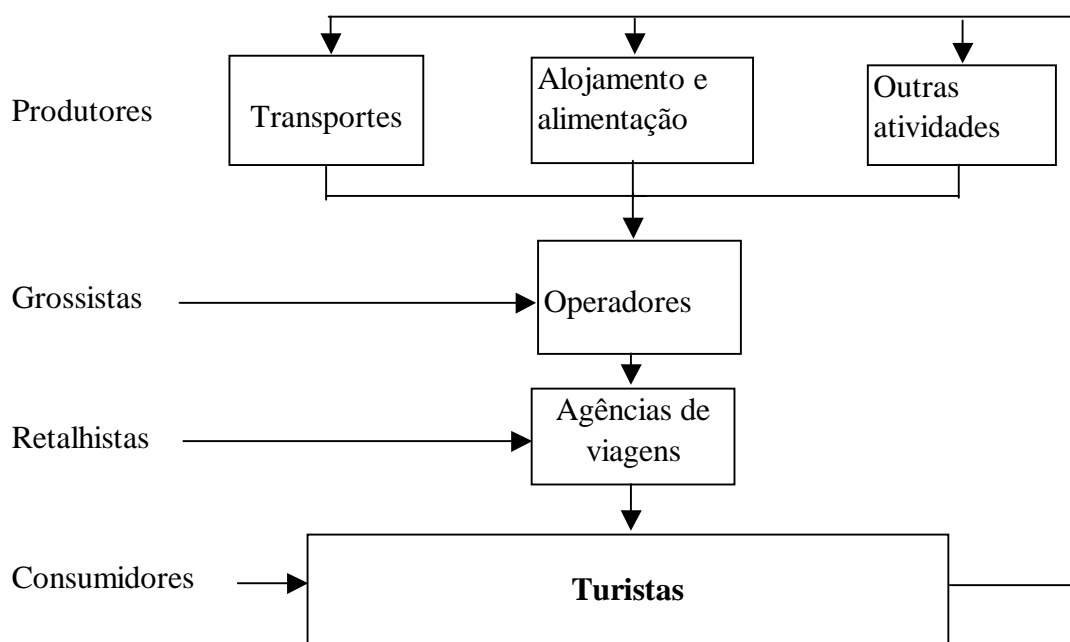 Produtores
Transportes
Alojamento e
alimentação
Outras
atividades
Grossistas
Operadores
Retalhistas
Agências de
viagens
Consumidores
Turistas